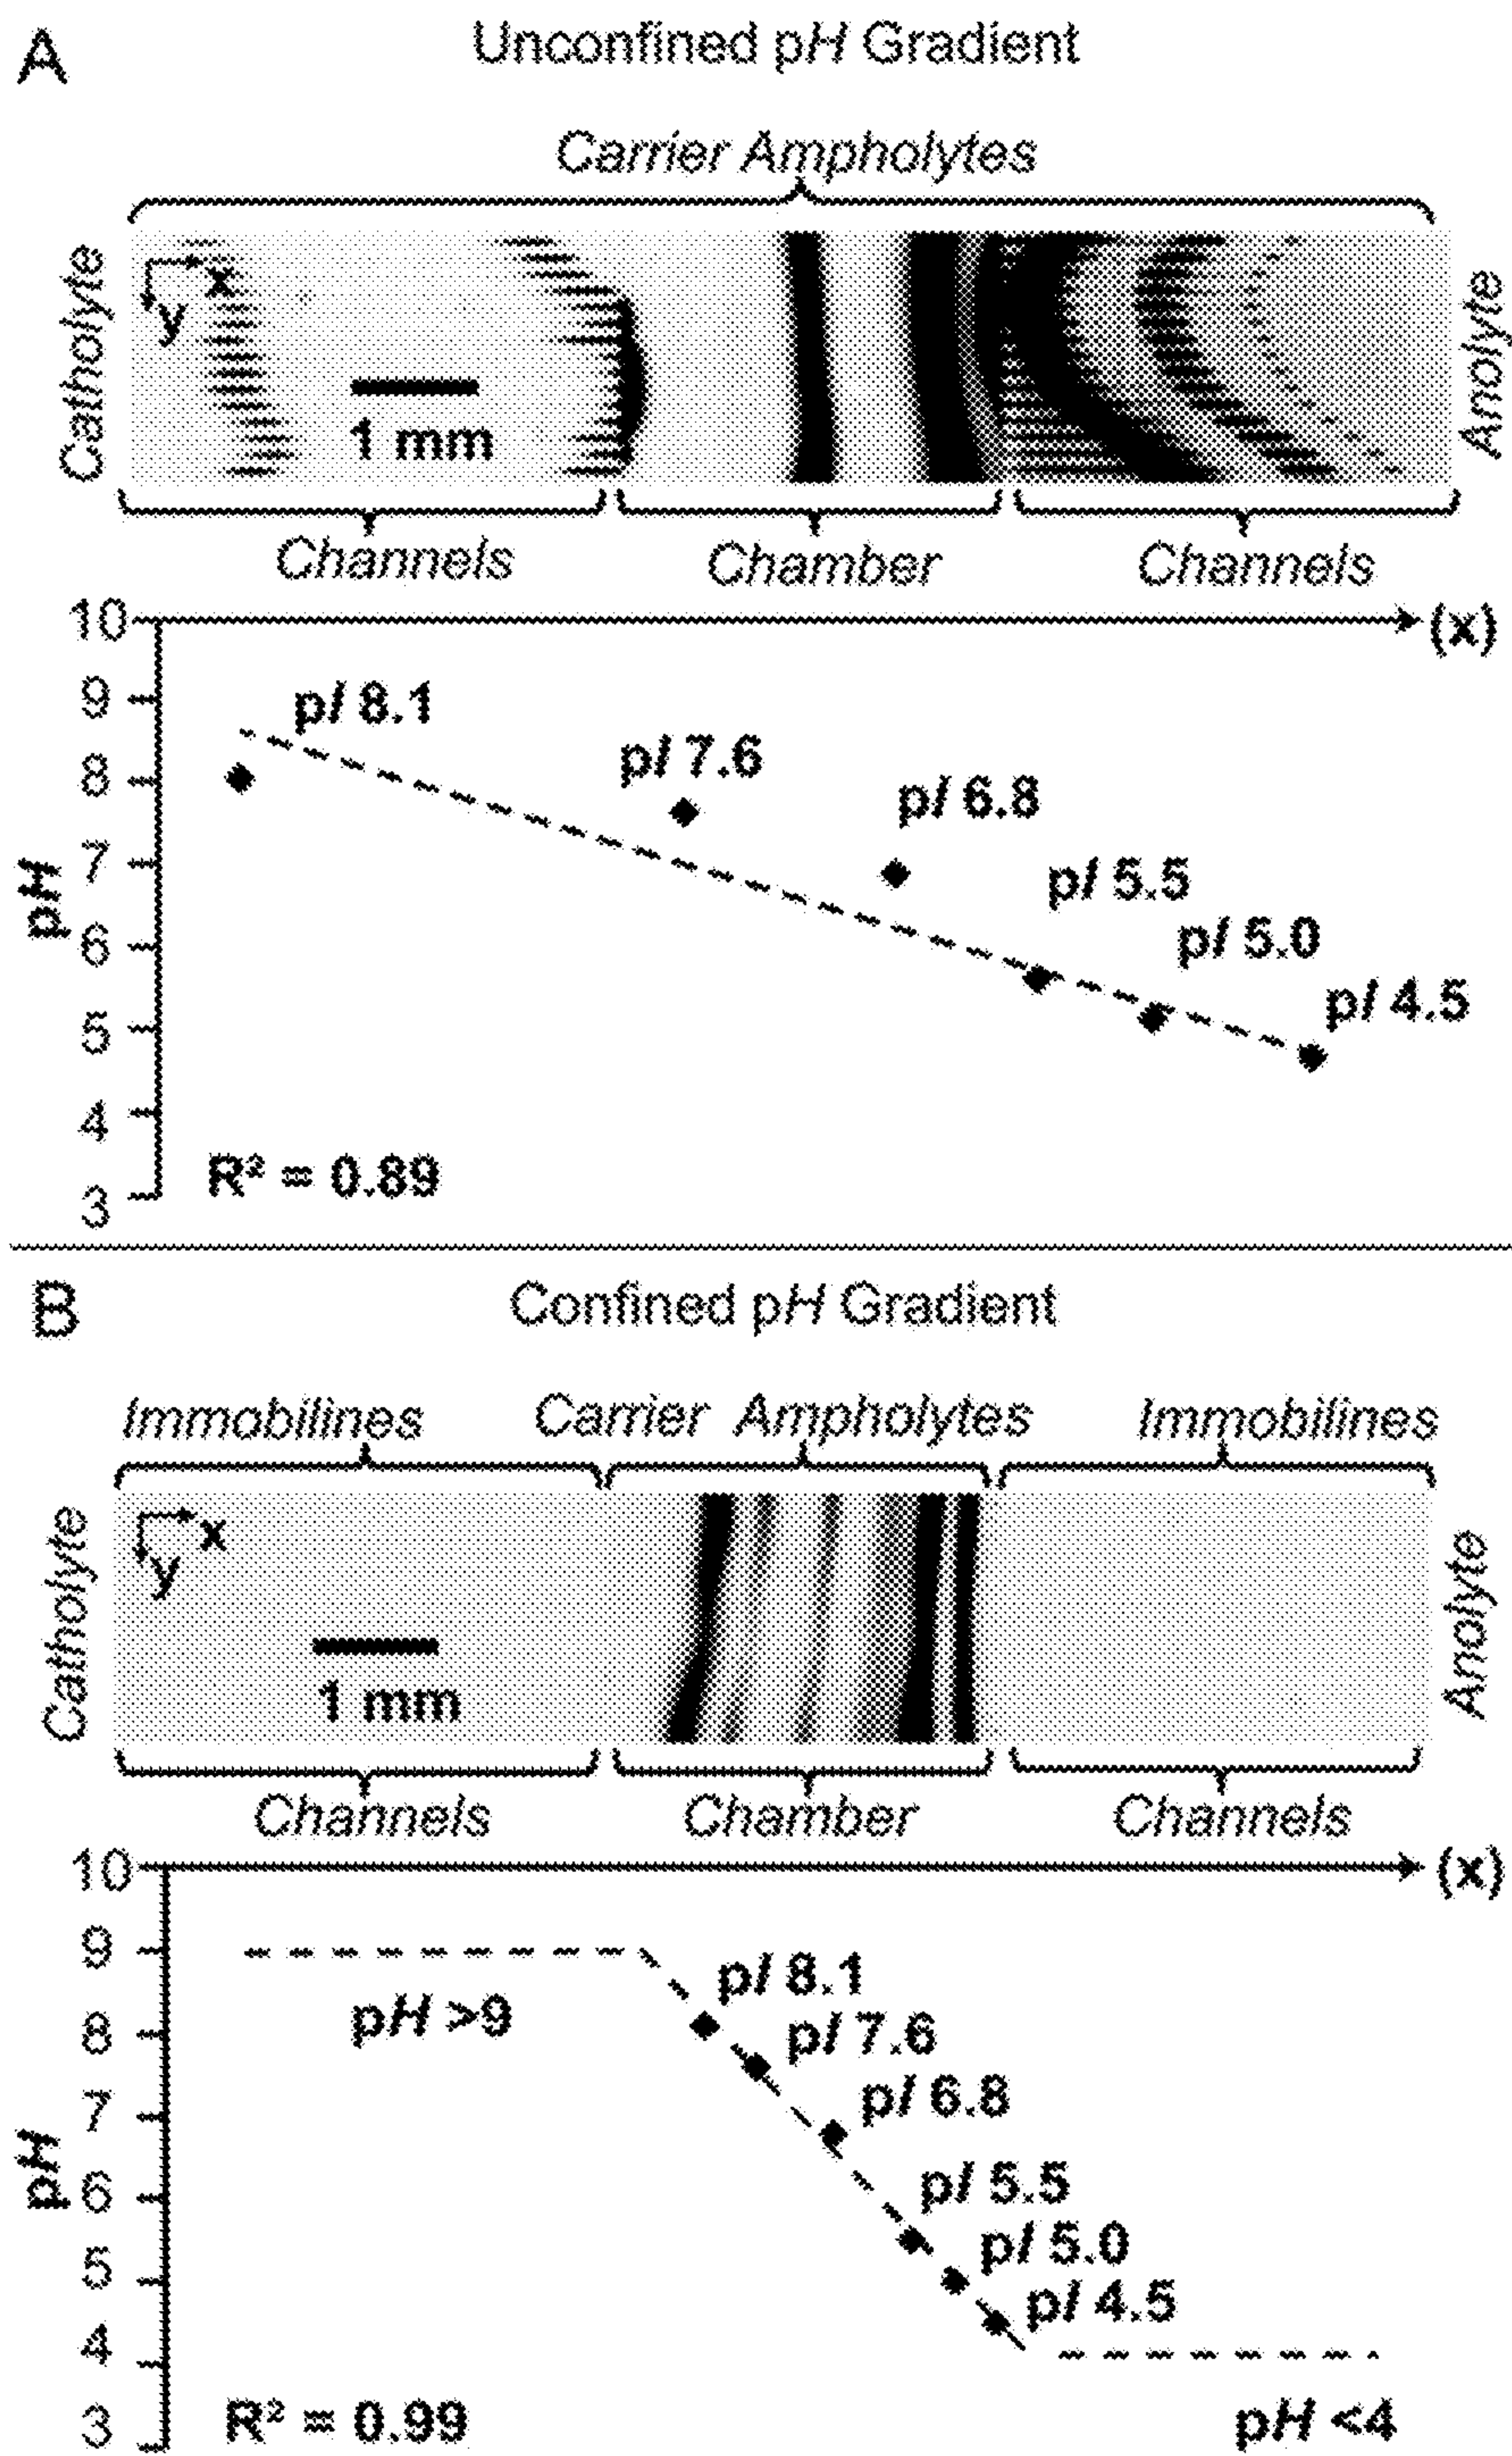 A
Unconfined pH Gradient
Carrier Ampholytes
Catholyte
x
y
1 mm
Anolyte
Channels
Chamber
Channels
10
(x)
9
8
7
6
5
4
3
pH
pI 8.1
pI 7.6
pI 6.8
pI 5.5
pI 5.0
pI 4.5
R² = 0.89
B
Confined pH Gradient
Immobilines
Carrier Ampholytes
Immobilines
Catholyte
x
y
1 mm
Anolyte
Channels
Chamber
Channels
10
(x)
9
8
7
6
5
4
3
pH
pH >9
pI 8.1
pI 7.6
pI 6.8
pI 5.5
pI 5.0
pI 4.5
R² = 0.99
pH <4